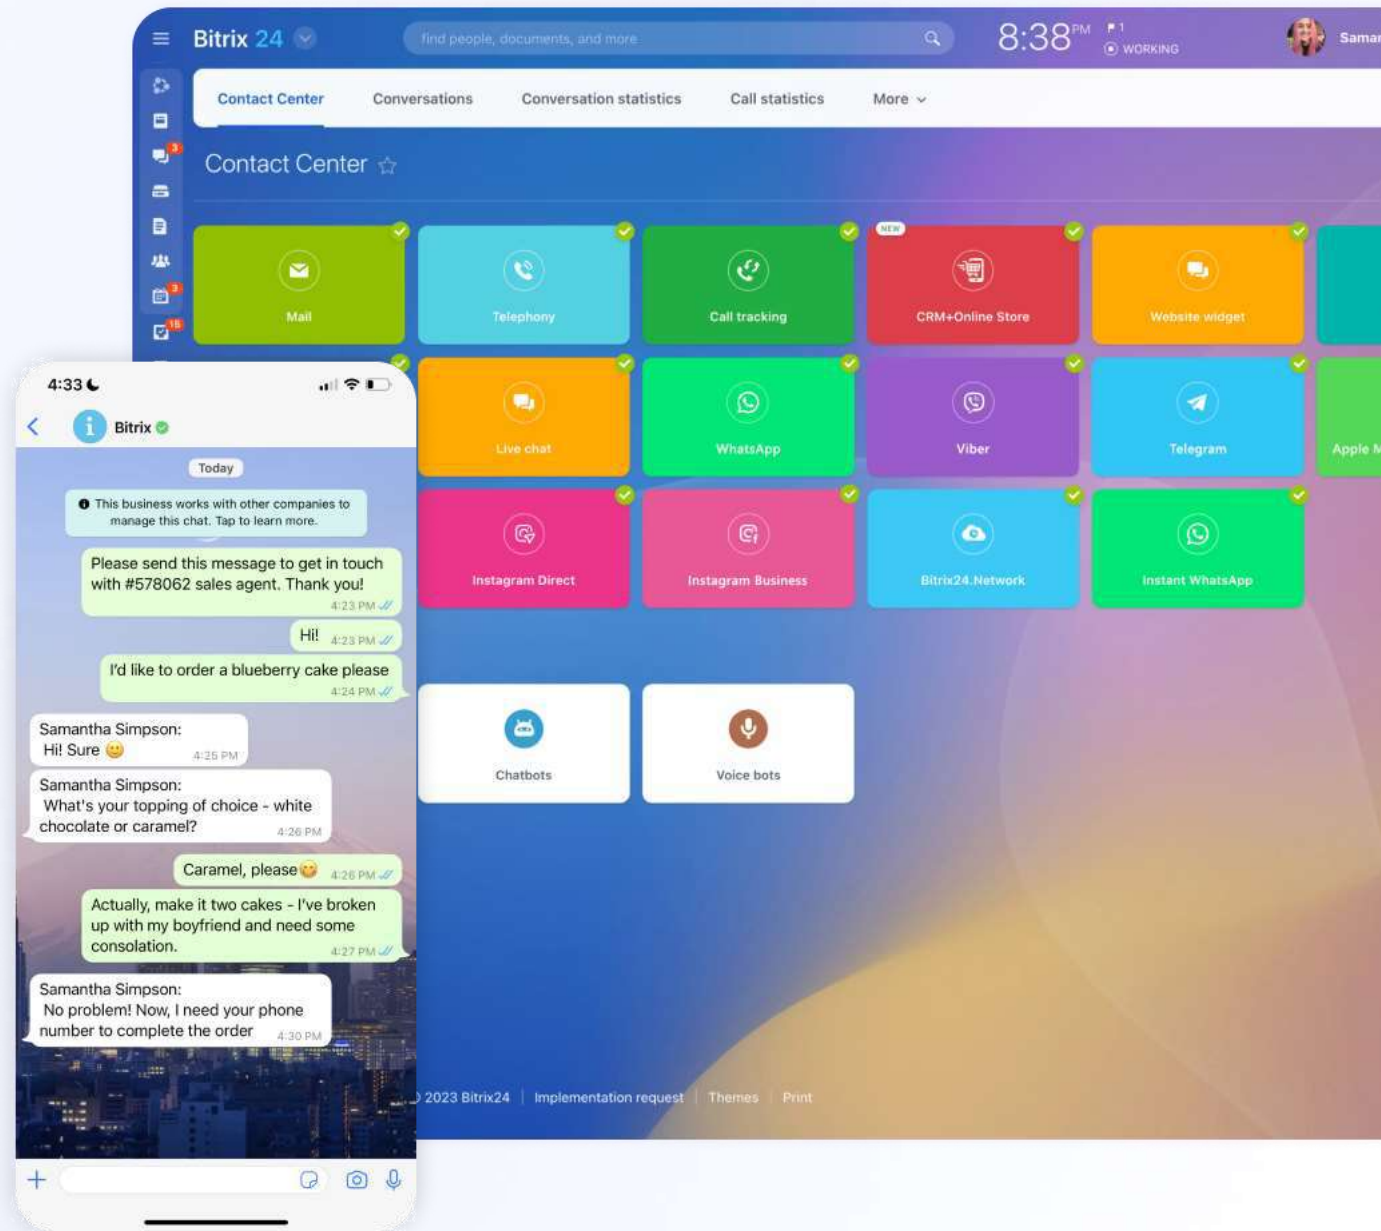 Bitrix 24
find people, documents, and more
8:38 PM
1
WORKING
Saman
Contact Center
Conversations
Conversation statistics
Call statistics
More
3
Contact Center
NEW
Mail
Telephony
Call tracking
CRM+Online Store
Website widget
3
15
Live chat
WhatsApp
Viber
Telegram
Apple M
Instagram Direct
Instagram Business
Bitrix24.Network
Instant WhatsApp
Chatbots
Voice bots
© 2023 Bitrix24
Implementation request
Themes
Print
4:33
Bitrix
Today
This business works with other companies to
manage this chat. Tap to learn more.
Please send this message to get in touch
with #578062 sales agent. Thank you!
4:23 PM
Hi! 4:23 PM
I'd like to order a blueberry cake please
4:24 PM
Samantha Simpson:
Hi! Sure 🙂 4:25 PM
Samantha Simpson:
What's your topping of choice - white
chocolate or caramel? 4:26 PM
Caramel, please😋 4:26 PM
Actually, make it two cakes - I've broken
up with my boyfriend and need some
consolation. 4:27 PM
Samantha Simpson:
No problem! Now, I need your phone
number to complete the order 4:30 PM